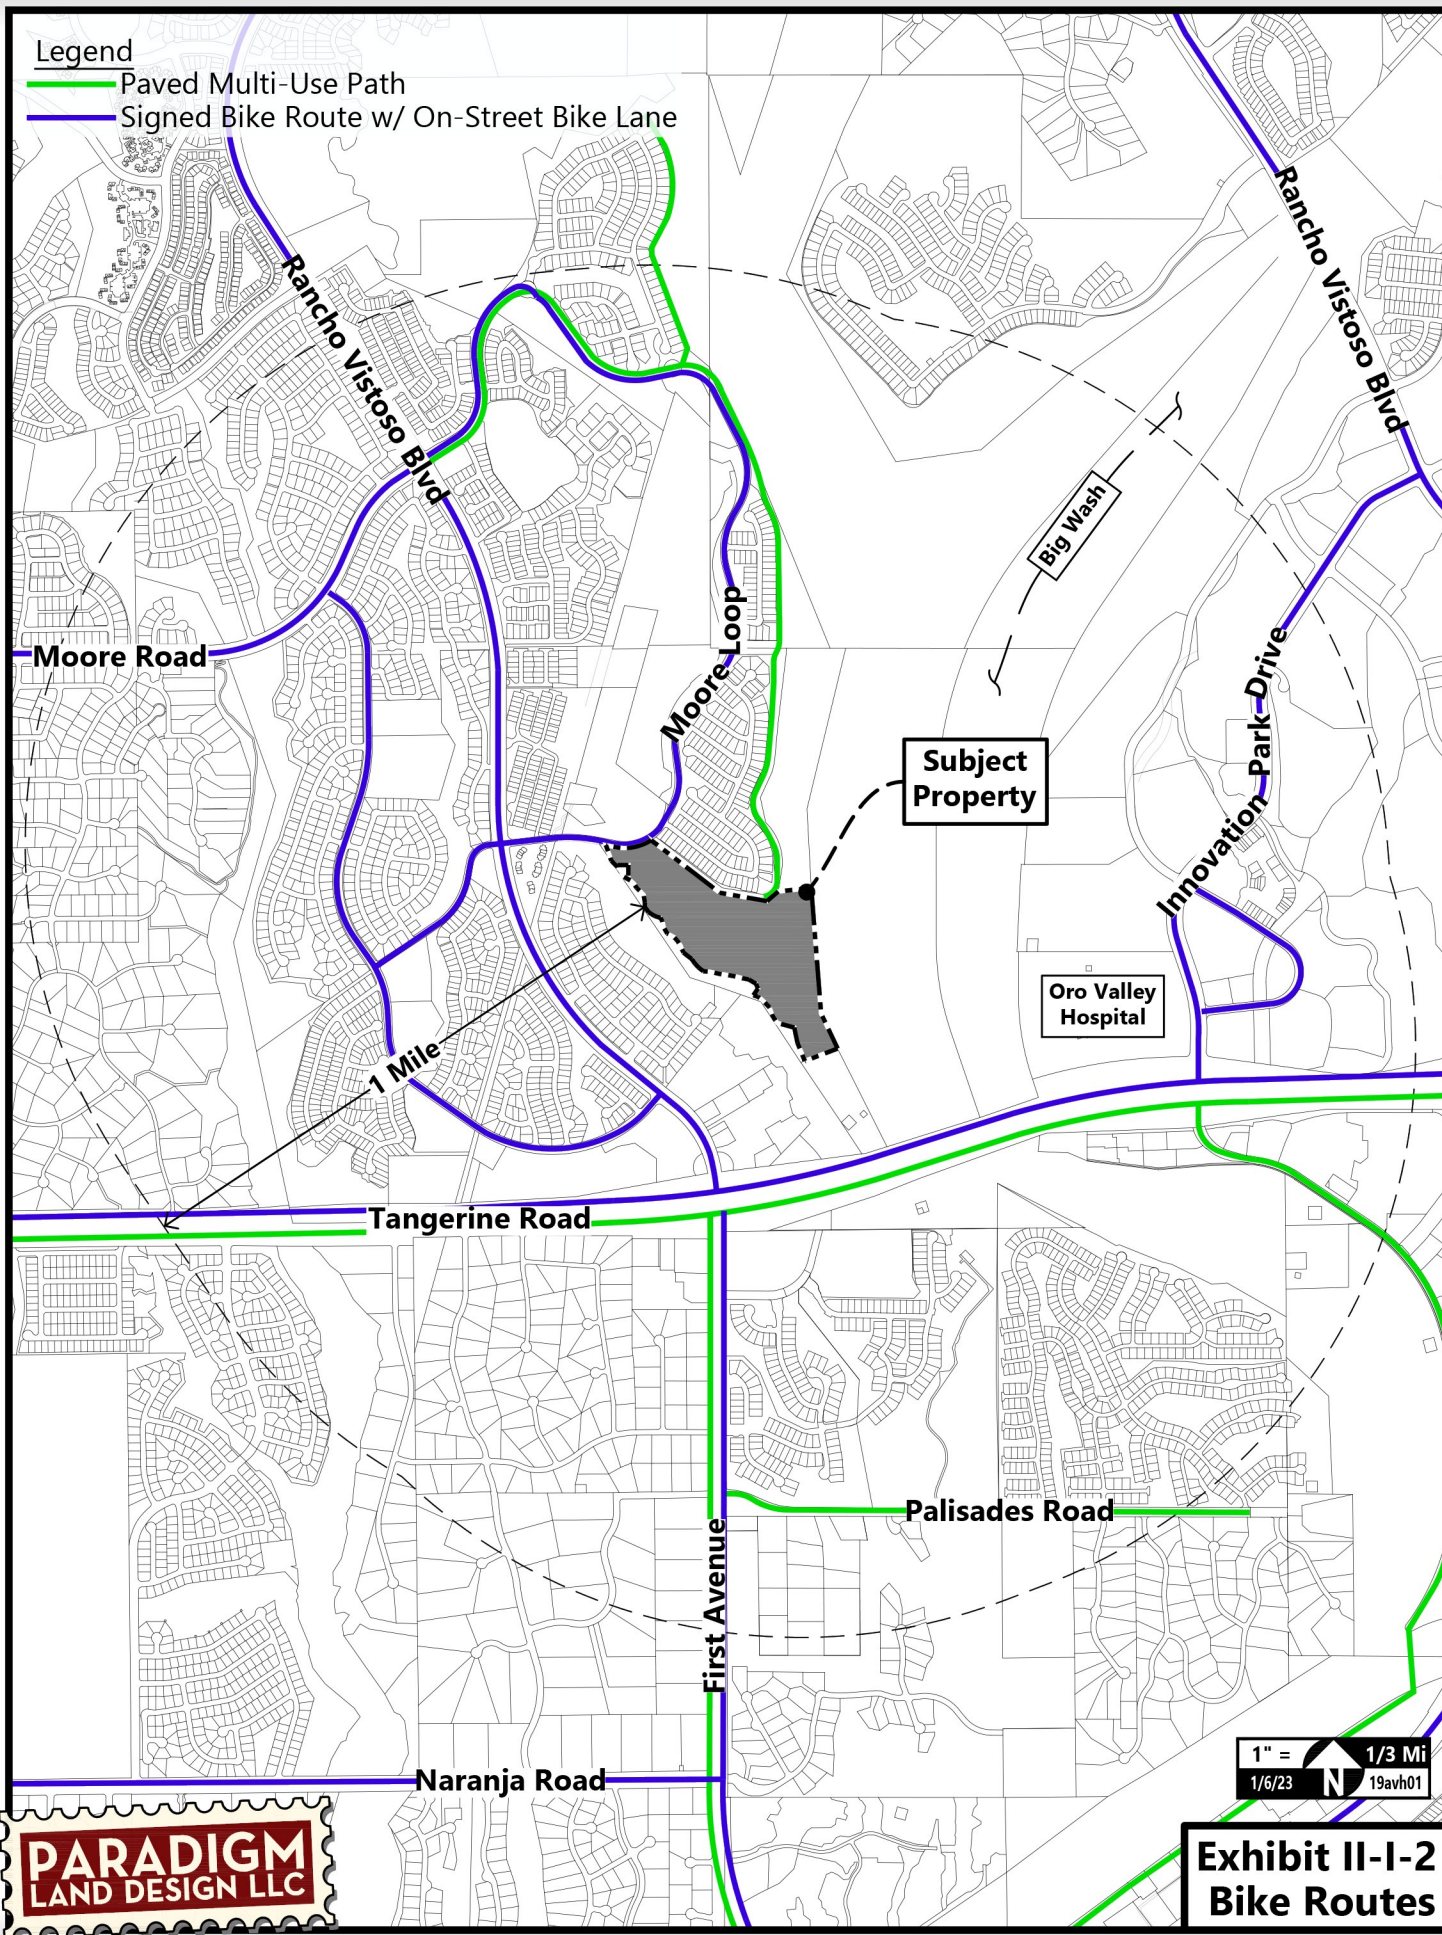 Legend
Paved Multi-Use Path
Signed Bike Route w/ On-Street Bike Lane
Rancho Vistoso Blvd
Rancho Vistoso Blvd
Big Wash
Moore Road
Moore Loop
Innovation Park Drive
Subject
Property
Oro Valley
Hospital
1 Mile
Tangerine Road
Palisades Road
First Avenue
Naranja Road
1" = 1/3 Mi
1/6/23 N 19avh01
PARADIGM
LAND DESIGN LLC
Exhibit II-I-2
Bike Routes